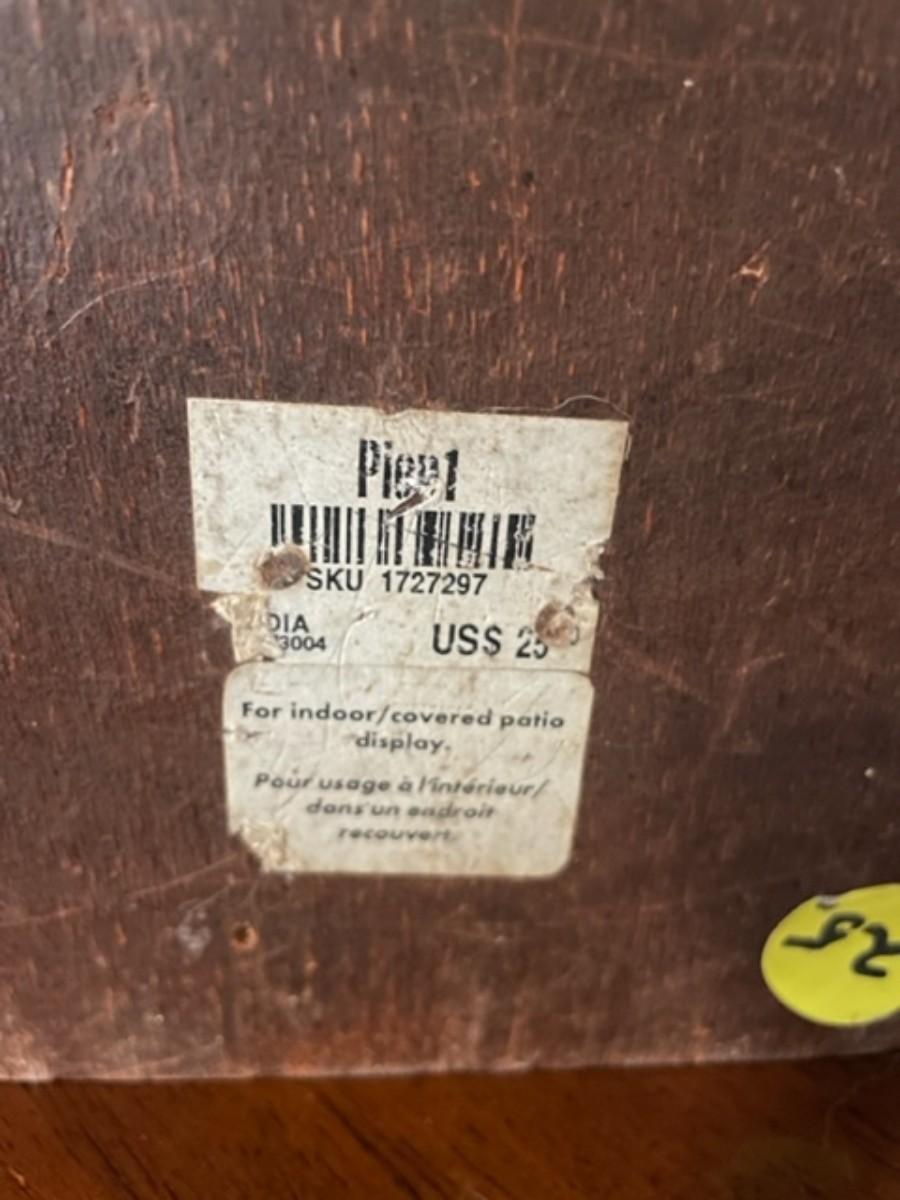 Pier1
SKU 1727297
DIA
3004
US$ 25
For indoor/covered patio
display.
Pour usage à l'intérieur/
dans un endroit
recouvert.
25